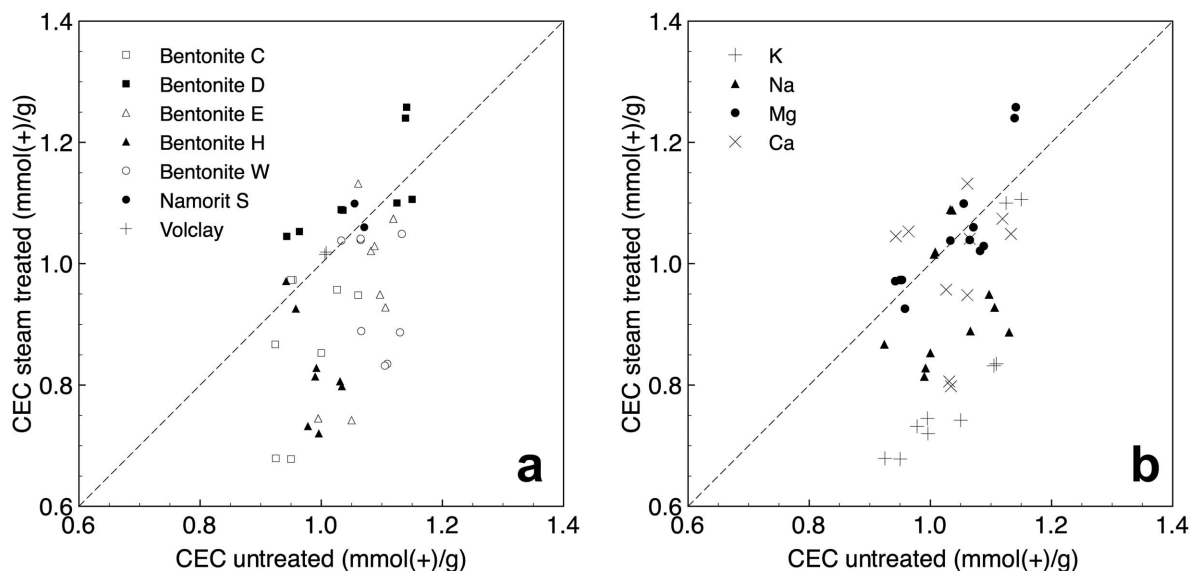 1.4
1.2
1.0
0.8
0.6
CEC steam treated (mmol(+)/g)
Bentonite C
Bentonite D
Bentonite E
Bentonite H
Bentonite W
Namorit S
Volclay
a
0.6 0.8 1.0 1.2 1.4
CEC untreated (mmol(+)/g)
1.4
1.2
1.0
0.8
0.6
CEC steam treated (mmol(+)/g)
K
Na
Mg
Ca
b
0.6 0.8 1.0 1.2 1.4
CEC untreated (mmol(+)/g)